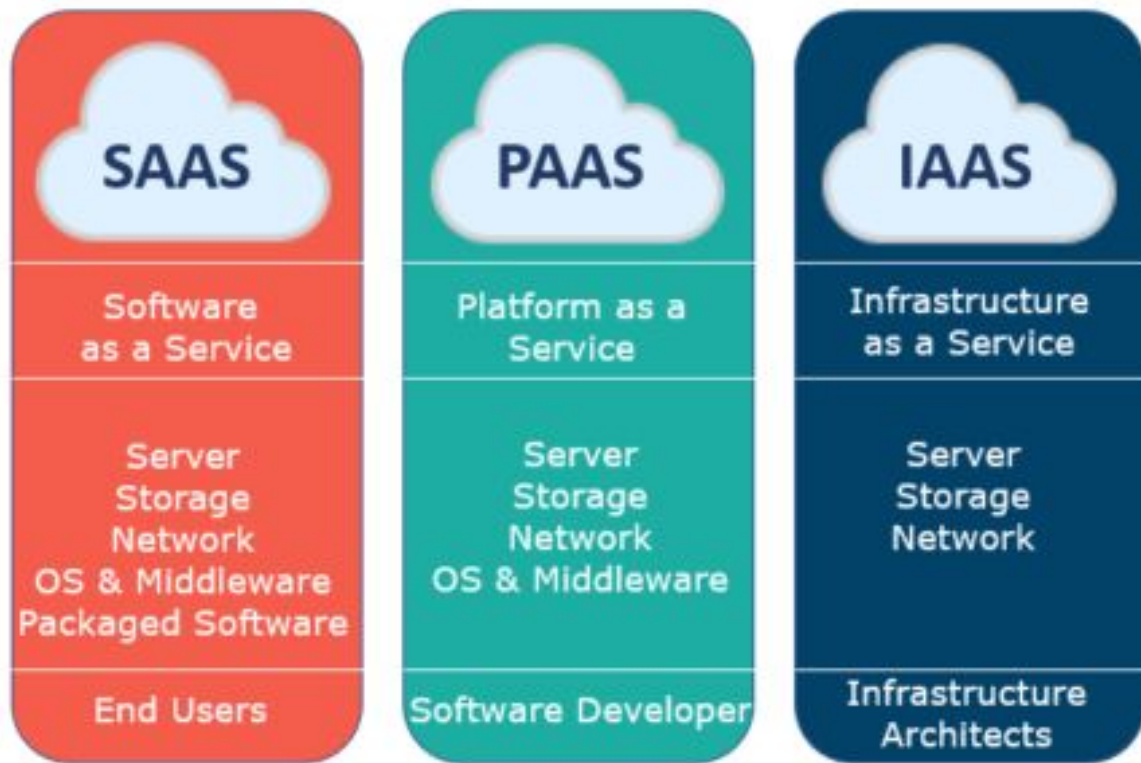 SAAS
Software
as a Service
Server
Storage
Network
OS & Middleware
Packaged Software
End Users
PAAS
Platform as a
Service
Server
Storage
Network
OS & Middleware
Software Developer
IAAS
Infrastructure
as a Service
Server
Storage
Network
Infrastructure
Architects